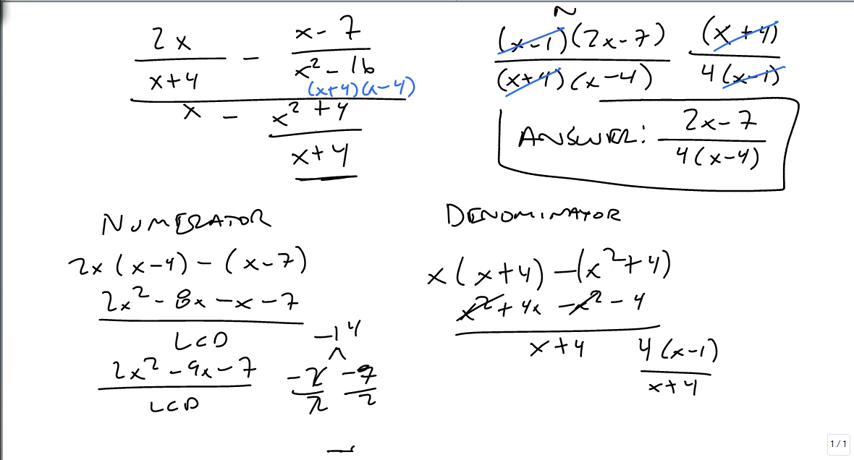 2x/(x+4) - (x-7)/(x²-16)
(x+4)(x-4)
x - (x²+4)/(x+4)
N
(x-1)(2x-7)/(x+4)(x-4) (x+4)/4(x-1)
ANSWER: (2x-7)/4(x-4)
NUMERATOR
2x(x-4)-(x-7)
2x²-8x-x-7
LCD
2x²-9x-7
LCD
-14
-2/2 -7/2
DENOMINATOR
x(x+4)-(x²+4)
x²+4x-x²-4
x+4
4(x-1)
x+4
1/1